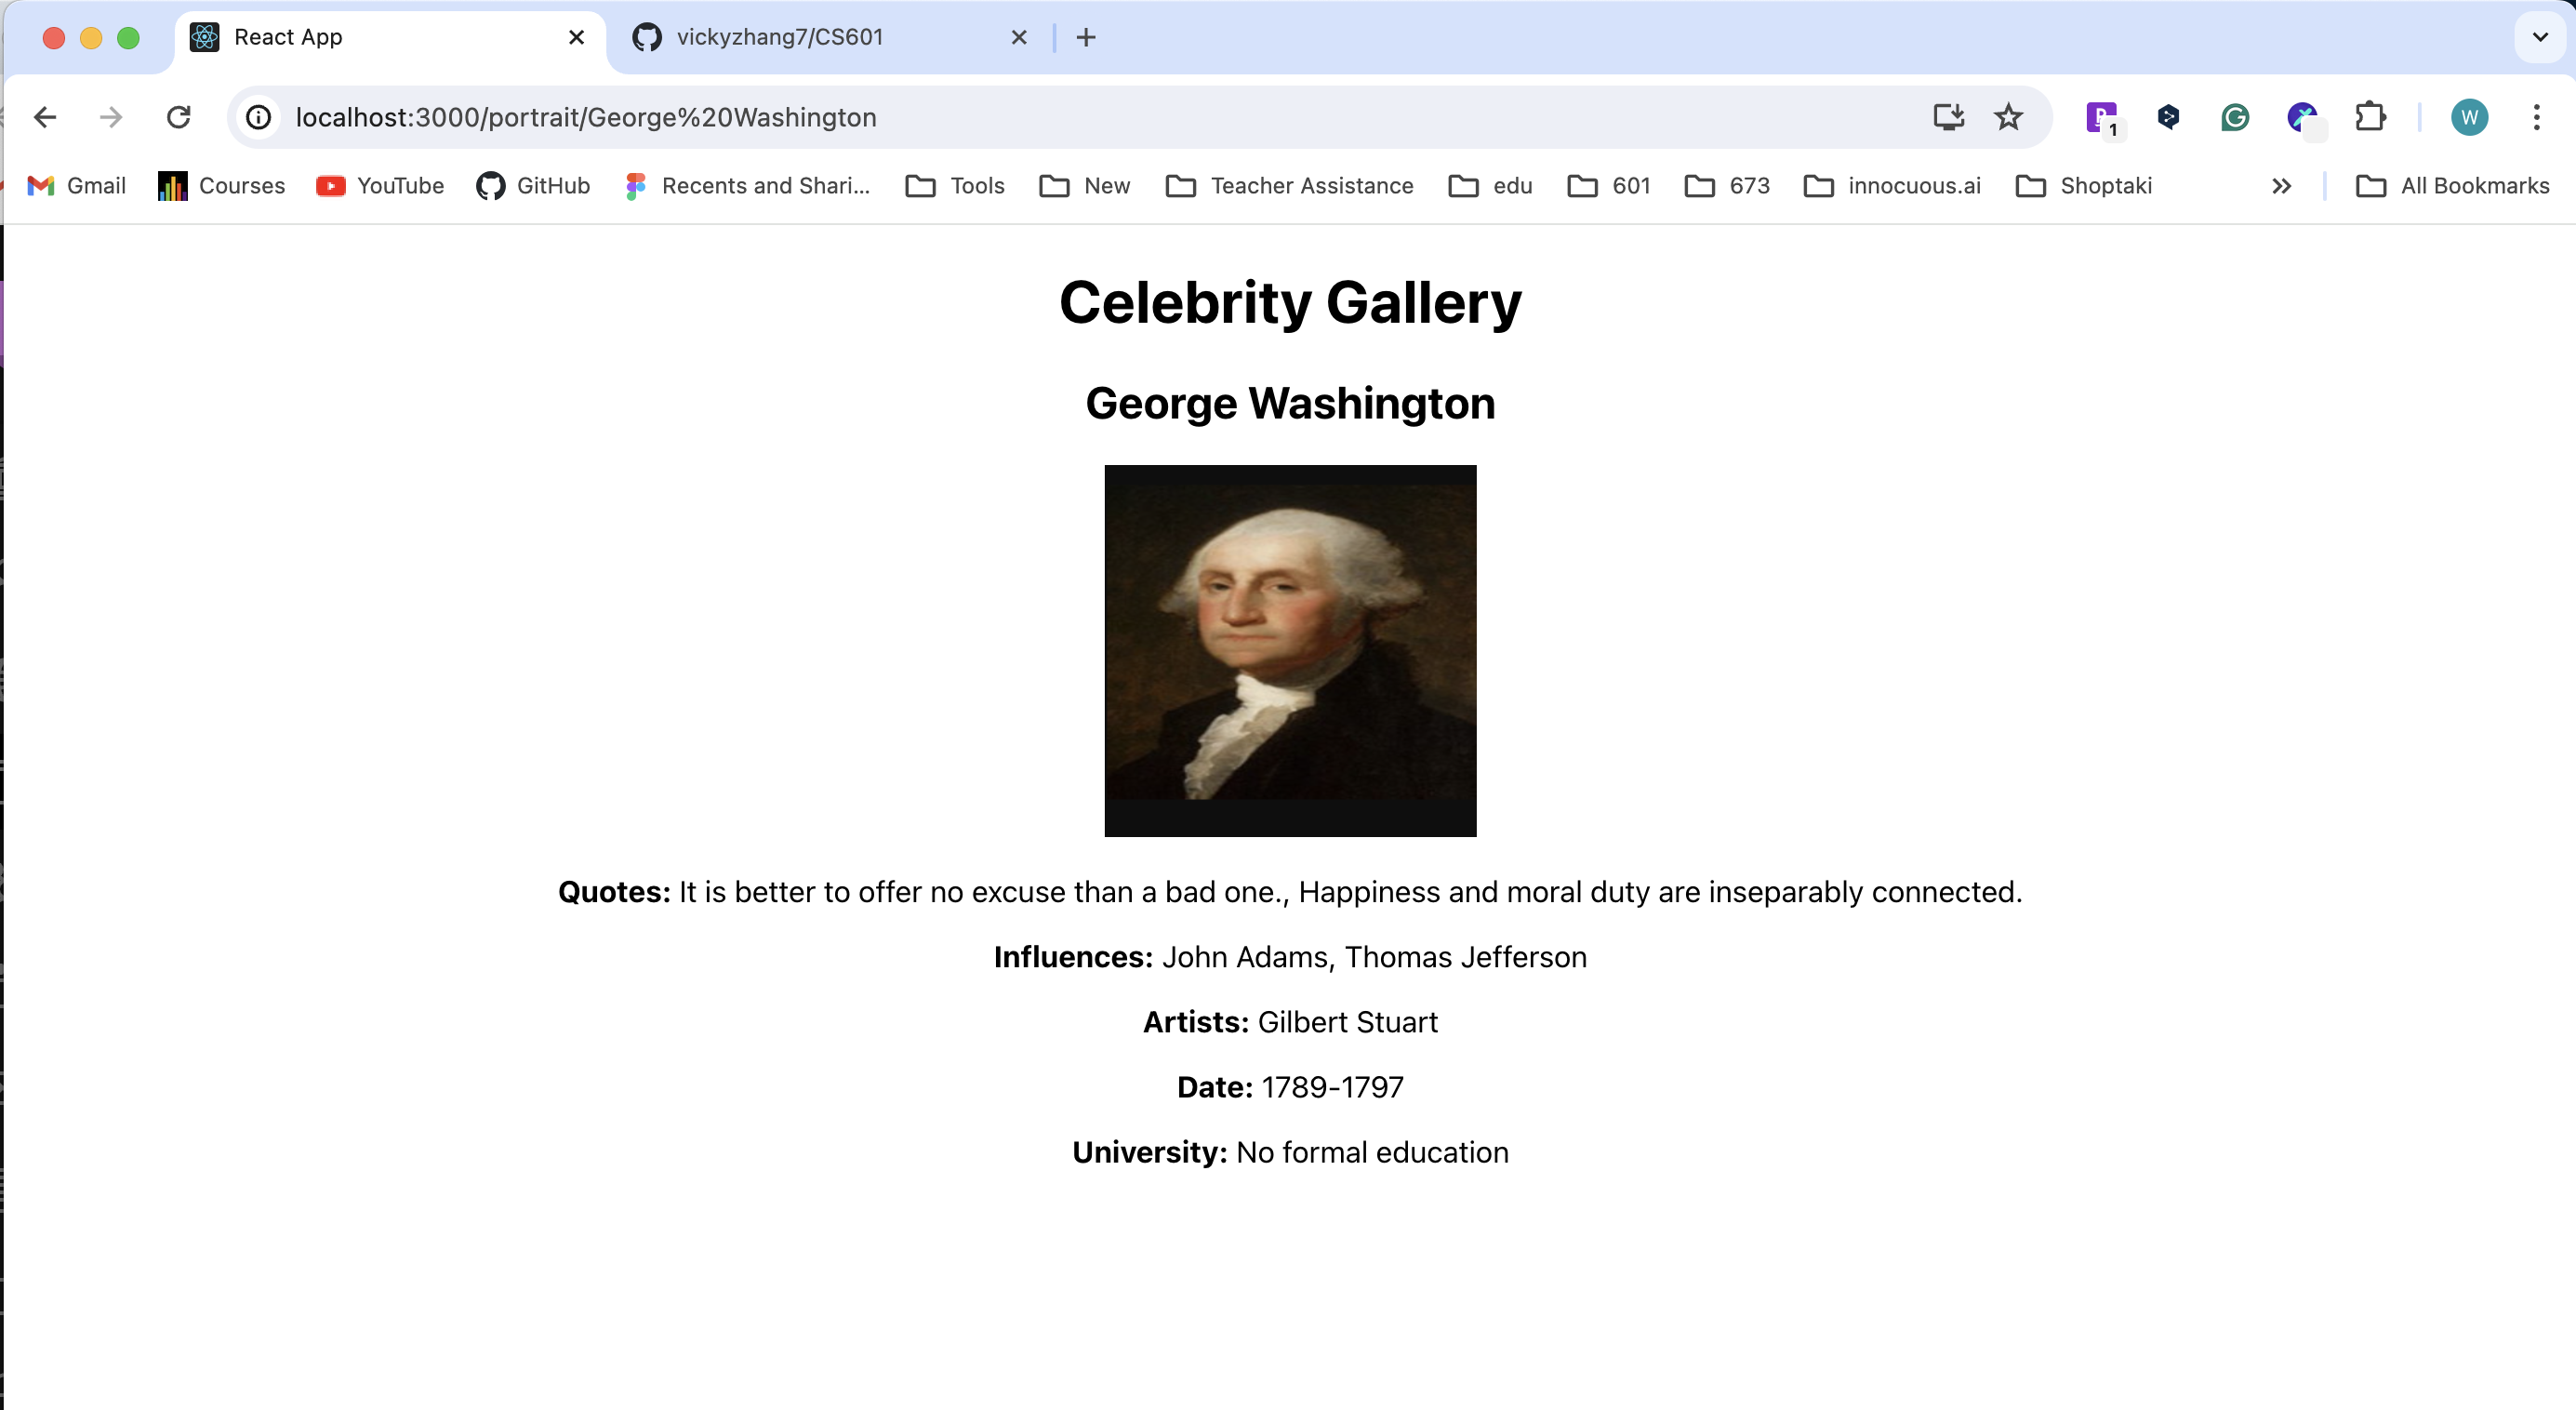 React App
vickyzhang7/CS601
localhost:3000/portrait/George%20Washington
1
W
Gmail Courses YouTube GitHub Recents and Shari... Tools New Teacher Assistance edu 601 673 innocuous.ai Shoptaki All Bookmarks
Celebrity Gallery
George Washington
Quotes: It is better to offer no excuse than a bad one., Happiness and moral duty are inseparably connected.
Influences: John Adams, Thomas Jefferson
Artists: Gilbert Stuart
Date: 1789-1797
University: No formal education